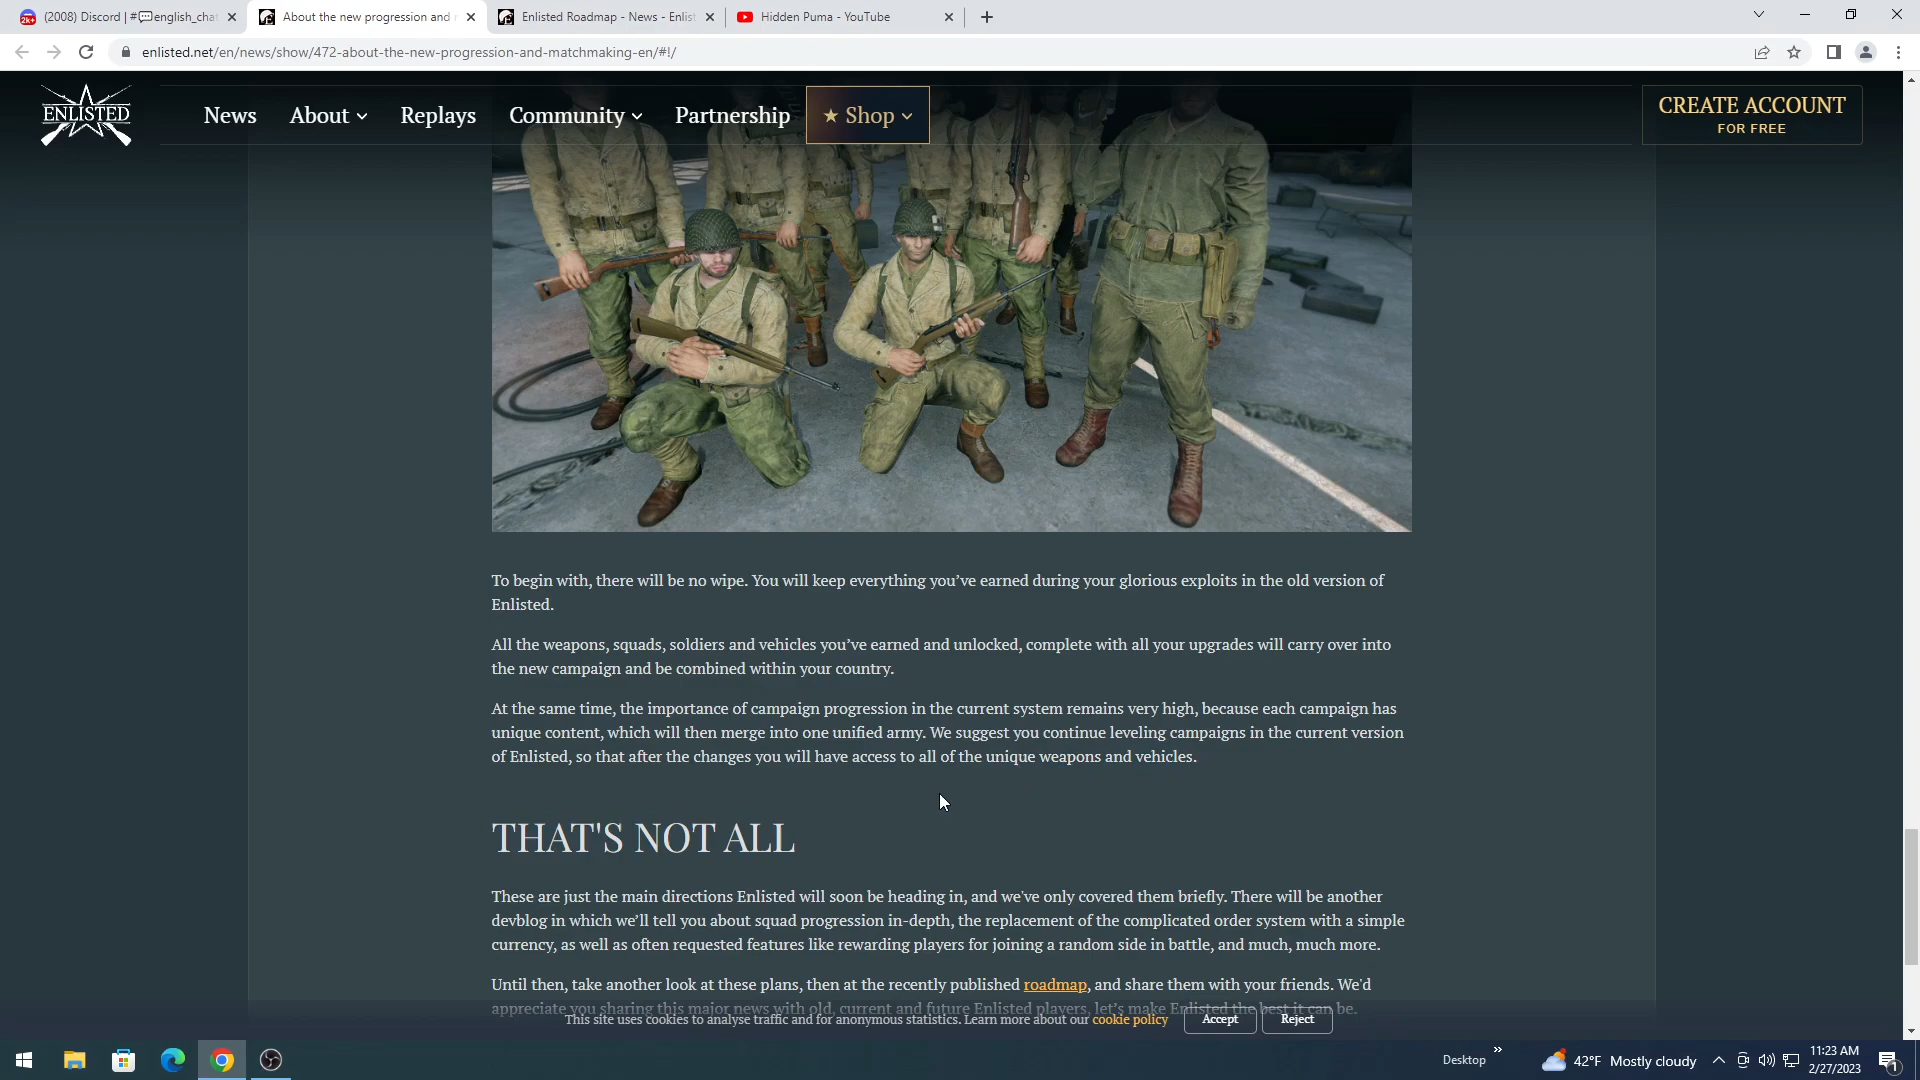 (2008) Discord | #💬english_cha
About the new progression and
Enlisted Roadmap - News - Enlist
Hidden Puma - YouTube
enlisted.net/en/news/show/472-about-the-new-progression-and-matchmaking-en/#!/
ENLISTED
News
About
Replays
Community
Partnership
★ Shop
CREATE ACCOUNT
FOR FREE
To begin with, there will be no wipe. You will keep everything you’ve earned during your glorious exploits in the old version of
Enlisted.
All the weapons, squads, soldiers and vehicles you’ve earned and unlocked, complete with all your upgrades will carry over into
the new campaign and be combined within your country.
At the same time, the importance of campaign progression in the current system remains very high, because each campaign has
unique content, which will then merge into one unified army. We suggest you continue leveling campaigns in the current version
of Enlisted, so that after the changes you will have access to all of the unique weapons and vehicles.
THAT'S NOT ALL
These are just the main directions Enlisted will soon be heading in, and we've only covered them briefly. There will be another
devblog in which we’ll tell you about squad progression in-depth, the replacement of the complicated order system with a simple
currency, as well as often requested features like rewarding players for joining a random side in battle, and much, much more.
Until then, take another look at these plans, then at the recently published roadmap, and share them with your friends. We'd
appreciate you sharing this major news with old, current and future Enlisted players, let’s make Enlisted the best it can be.
This site uses cookies to analyse traffic and for anonymous statistics. Learn more about our cookie policy
Accept
Reject
Desktop
42°F Mostly cloudy
11:23 AM
2/27/2023
1